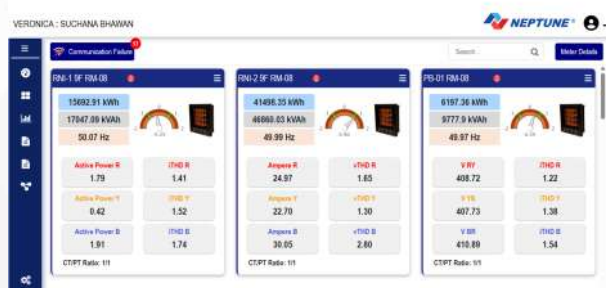 VERONICA : SUCHANA BHAWAN
NEPTUNE
Communication Failure
Search
Meter Details
RNI-1 9F RM-08
15692.91 kWh
17047.09 kVAh
50.07 Hz
Active Power R
1.79
iTHD R
1.41
Active Power Y
0.42
iTHD Y
1.52
Active Power B
1.91
iTHD B
1.74
CT/PT Ratio: 1/1
RNI-2 9F RM-08
41498.35 kWh
46860.03 kVAh
49.99 Hz
Ampere R
24.97
vTHD R
1.65
Ampere Y
22.70
vTHD Y
1.30
Ampere B
30.05
vTHD B
2.80
CT/PT Ratio: 1/1
PB-01 RM-08
6197.36 kWh
9777.9 kVAh
49.97 Hz
V RY
408.72
iTHD R
1.22
V YB
407.73
iTHD Y
1.38
V BR
410.89
iTHD B
1.54
CT/PT Ratio: 1/1